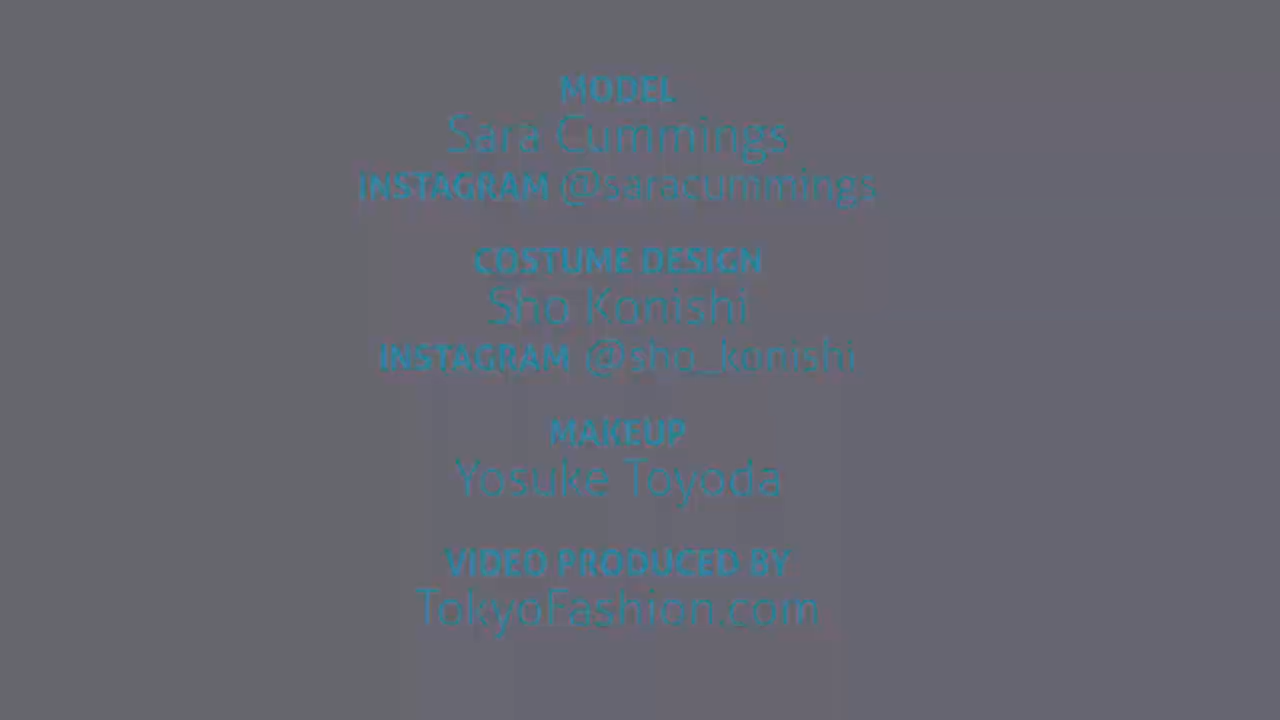 MODEL
Sara Cummings
INSTAGRAM @saracummings
COSTUME DESIGN
Sho Konishi
INSTAGRAM @sho_konishi
MAKEUP
Yosuke Toyoda
VIDEO PRODUCED BY
TokyoFashion.com